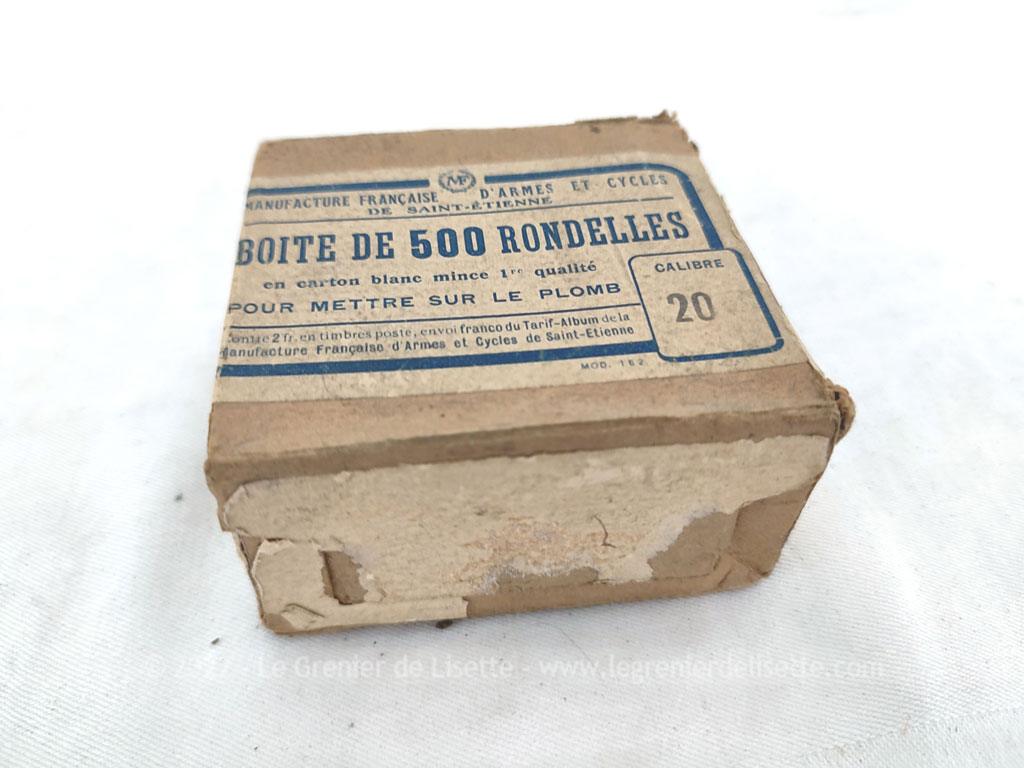 MF
MANUFACTURE FRANÇAISE D'ARMES ET CYCLES
DE SAINT-ÉTIENNE
BOITE DE 500 RONDELLES
en carton blanc mince 1re qualité
POUR METTRE SUR LE PLOMB
CALIBRE
20
contre 2 fr. en timbres poste, envoi franco du Tarif-Album de la
Manufacture Française d'Armes et Cycles de Saint-Etienne
MOD. 182
Le Grenier de Lisette - www.legrenierdelisette.com